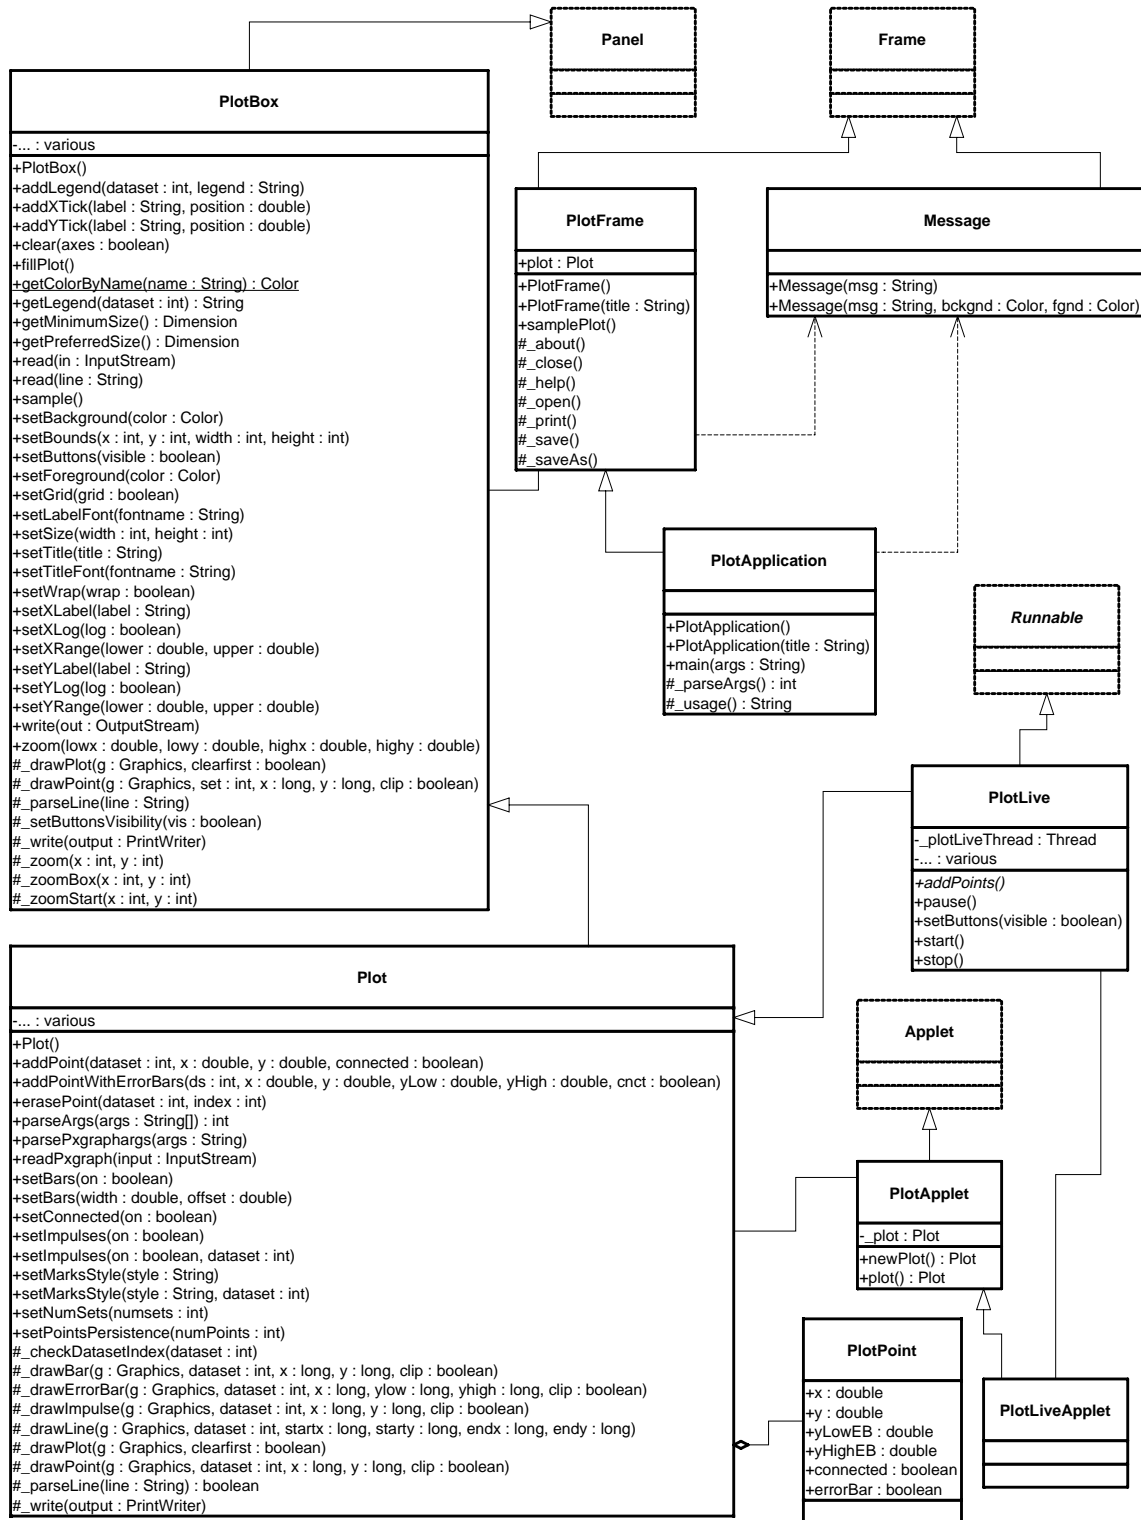 Panel
Frame
PlotBox
-... : various
+PlotBox()
+addLegend(dataset : int, legend : String)
+addXTick(label : String, position : double)
+addYTick(label : String, position : double)
+clear(axes : boolean)
+fillPlot()
+getColorByName(name : String) : Color
+getLegend(dataset : int) : String
+getMinimumSize() : Dimension
+getPreferredSize() : Dimension
+read(in : InputStream)
+read(line : String)
+sample()
+setBackground(color : Color)
+setBounds(x : int, y : int, width : int, height : int)
+setButtons(visible : boolean)
+setForeground(color : Color)
+setGrid(grid : boolean)
+setLabelFont(fontname : String)
+setSize(width : int, height : int)
+setTitle(title : String)
+setTitleFont(fontname : String)
+setWrap(wrap : boolean)
+setXLabel(label : String)
+setXLog(log : boolean)
+setXRange(lower : double, upper : double)
+setYLabel(label : String)
+setYLog(log : boolean)
+setYRange(lower : double, upper : double)
+write(out : OutputStream)
+zoom(lowx : double, lowy : double, highx : double, highy : double)
#_drawPlot(g : Graphics, clearfirst : boolean)
#_drawPoint(g : Graphics, set : int, x : long, y : long, clip : boolean)
#_parseLine(line : String)
#_setButtonsVisibility(vis : boolean)
#_write(output : PrintWriter)
#_zoom(x : int, y : int)
#_zoomBox(x : int, y : int)
#_zoomStart(x : int, y : int)
PlotFrame
+plot : Plot
+PlotFrame()
+PlotFrame(title : String)
+samplePlot()
#_about()
#_close()
#_help()
#_open()
#_print()
#_save()
#_saveAs()
Message
+Message(msg : String)
+Message(msg : String, bckgnd : Color, fgnd : Color)
PlotApplication
+PlotApplication()
+PlotApplication(title : String)
+main(args : String)
#_parseArgs() : int
#_usage() : String
Runnable
PlotLive
-_plotLiveThread : Thread
-... : various
+addPoints()
+pause()
+setButtons(visible : boolean)
+start()
+stop()
Plot
-... : various
+Plot()
+addPoint(dataset : int, x : double, y : double, connected : boolean)
+addPointWithErrorBars(ds : int, x : double, y : double, yLow : double, yHigh : double, cnct : boolean)
+erasePoint(dataset : int, index : int)
+parseArgs(args : String[]) : int
+parsePxgraphargs(args : String)
+readPxgraph(input : InputStream)
+setBars(on : boolean)
+setBars(width : double, offset : double)
+setConnected(on : boolean)
+setImpulses(on : boolean)
+setImpulses(on : boolean, dataset : int)
+setMarksStyle(style : String)
+setMarksStyle(style : String, dataset : int)
+setNumSets(numsets : int)
+setPointsPersistence(numPoints : int)
#_checkDatasetIndex(dataset : int)
#_drawBar(g : Graphics, dataset : int, x : long, y : long, clip : boolean)
#_drawErrorBar(g : Graphics, dataset : int, x : long, ylow : long, yhigh : long, clip : boolean)
#_drawImpulse(g : Graphics, dataset : int, x : long, y : long, clip : boolean)
#_drawLine(g : Graphics, dataset : int, startx : long, starty : long, endx : long, endy : long)
#_drawPlot(g : Graphics, clearfirst : boolean)
#_drawPoint(g : Graphics, dataset : int, x : long, y : long, clip : boolean)
#_parseLine(line : String) : boolean
#_write(output : PrintWriter)
Applet
PlotApplet
-_plot : Plot
+newPlot() : Plot
+plot() : Plot
PlotPoint
+x : double
+y : double
+yLowEB : double
+yHighEB : double
+connected : boolean
+errorBar : boolean
PlotLiveApplet